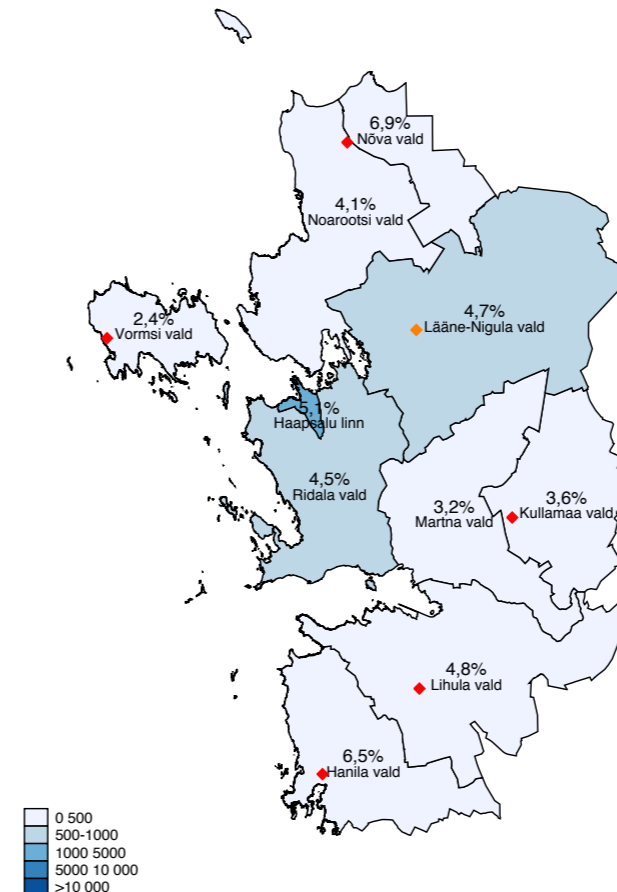 6,9%
Nõva vald
4,1%
Noarootsi vald
2,4%
Vormsi vald
4,7%
Lääne-Nigula vald
5,1%
Haapsalu linn
4,5%
Ridala vald
3,2%
Martna vald
3,6%
Kullamaa vald
4,8%
Lihula vald
6,5%
Hanila vald
0 500
500-1000
1000 5000
5000 10 000
>10 000